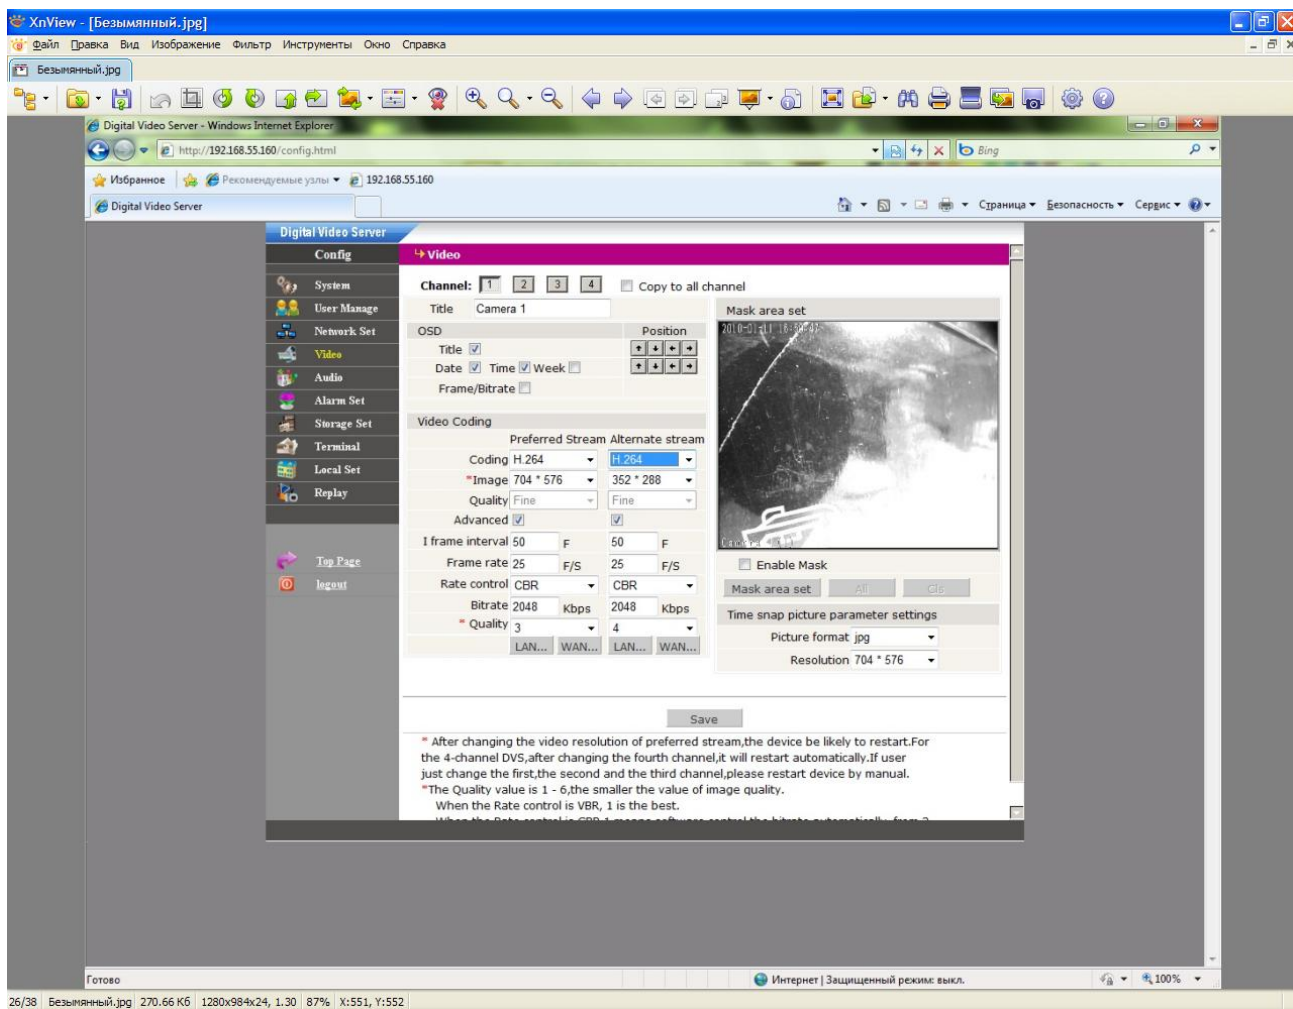 XnView - [Безымянный.jpg]
Файл Правка Вид Изображение Фильтр Инструменты Окно Справка
Безымянный.jpg
Digital Video Server - Windows Internet Explorer
http://192.168.55.160/config.html
Bing
Избранное Рекомендуемые узлы 192.168.55.160
Digital Video Server
Страница Безопасность Сервис
Digital Video Server
Config
Video
System
User Manage
Network Set
Video
Audio
Alarm Set
Storage Set
Terminal
Local Set
Replay
Top Page
logout
Channel: 1 2 3 4 Copy to all channel
Title Camera 1
OSD Position
Title
Date Time Week
Frame/Bitrate
Video Coding
Preferred Stream Alternate stream
Coding H.264 H.264
*Image 704 * 576 352 * 288
Quality Fine Fine
Advanced
I frame interval 50 F 50 F
Frame rate 25 F/S 25 F/S
Rate control CBR CBR
Bitrate 2048 Kbps 2048 Kbps
* Quality 3 4
LAN... WAN... LAN... WAN...
Mask area set
Enable Mask
Mask area set All Cls
Time snap picture parameter settings
Picture format jpg
Resolution 704 * 576
Save
* After changing the video resolution of preferred stream,the device be likely to restart.For
the 4-channel DVS,after changing the fourth channel,it will restart automatically.If user
just change the first,the second and the third channel,please restart device by manual.
*The Quality value is 1 - 6,the smaller the value of image quality.
When the Rate control is VBR, 1 is the best.
Готово
Интернет | Защищенный режим: выкл.
100%
26/38 Безымянный.jpg 270.66 Кб 1280x984x24, 1.30 87% X:551, Y:552